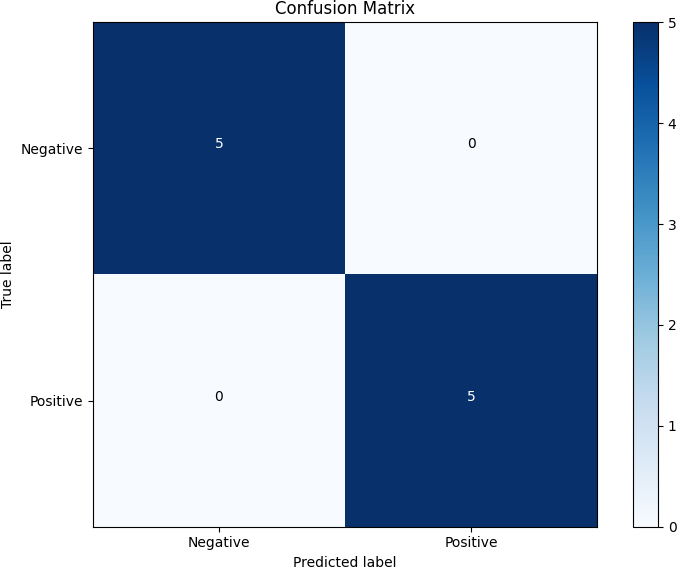 Confusion Matrix
5
4
3
2
1
0
True label
Negative
5
0
Positive
0
5
Negative
Positive
Predicted label